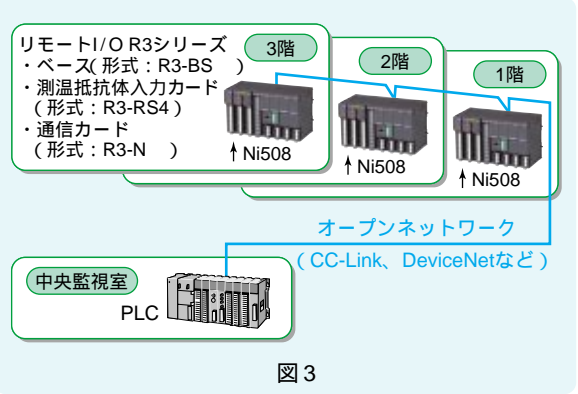 リモートI/O R3シリーズ
・ベース(形式:R3-BS )
・測温抵抗体入力カード
(形式:R3-RS4)
・通信カード
(形式:R3-N )
3階
2階
1階
↑Ni508
↑Ni508
↑Ni508
オープンネットワーク
(CC-Link、DeviceNetなど)
中央監視室
PLC
図3